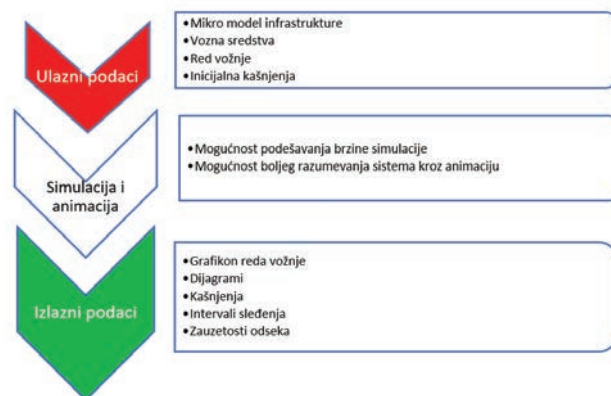 Ulazni podaci
•Mikro model infrastrukture
•Vozna sredstva
•Red vožnje
•Inicijalna kašnjenja
Simulacija i
animacija
•Mogućnost podešavanja brzine simulacije
•Mogućnost boljeg razumevanja sistema kroz animaciju
Izlazni podaci
•Grafikon reda vožnje
•Dijagrami
•Kašnjenja
•Intervali sleđenja
•Zauzetosti odseka